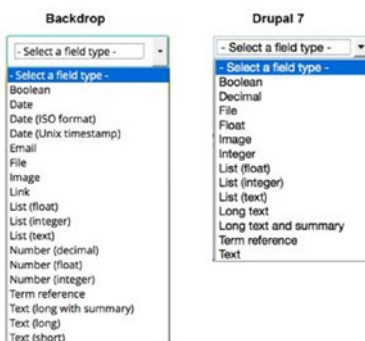 Backdrop
- Select a field type -
- Select a field type -
Boolean
Date
Date (ISO format)
Date (Unix timestamp)
Email
File
Image
Link
List (float)
List (integer)
List (text)
Number (decimal)
Number (float)
Number (integer)
Term reference
Text (long with summary)
Text (long)
Text (short)
Drupal 7
- Select a field type -
- Select a field type -
Boolean
Decimal
File
Float
Image
Integer
List (float)
List (integer)
List (text)
Long text
Long text and summary
Term reference
Text